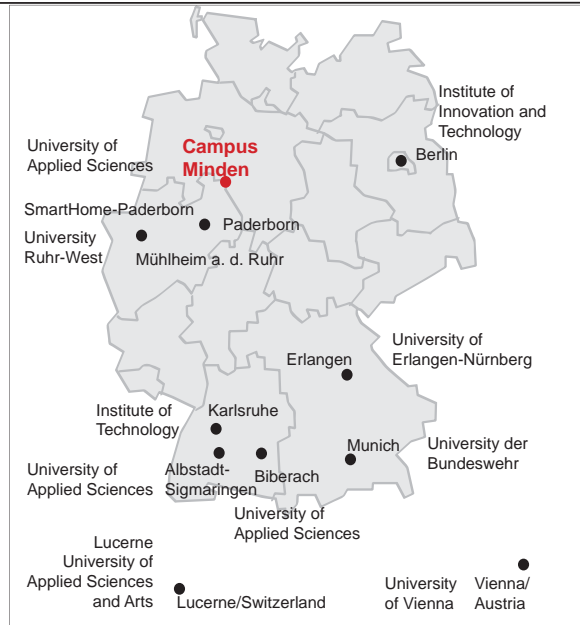 Institute of
Innovation and
Technology
Berlin
University of
Applied Sciences
Campus
Minden
SmartHome-Paderborn
Paderborn
University
Ruhr-West
Mühlheim a. d. Ruhr
University of
Erlangen-Nürnberg
Erlangen
Institute of
Technology
Karlsruhe
University of
Applied Sciences
Albstadt-
Sigmaringen
Biberach
University of
Applied Sciences
Munich
University der
Bundeswehr
Lucerne
University of
Applied Sciences
and Arts
Lucerne/Switzerland
University
of Vienna
Vienna/
Austria